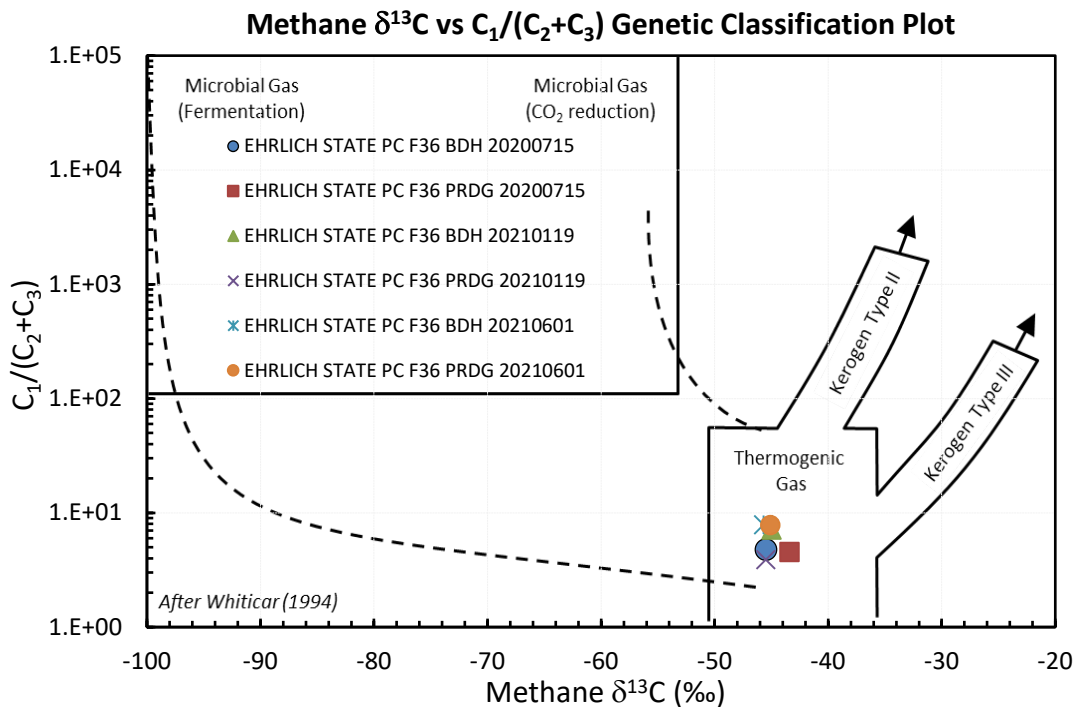 Methane δ¹³C vs C₁/(C₂+C₃) Genetic Classification Plot
C₁/(C₂+C₃)
1.E+05
1.E+04
1.E+03
1.E+02
1.E+01
1.E+00
Microbial Gas
(Fermentation)
Microbial Gas
(CO₂ reduction)
EHRLICH STATE PC F36 BDH 20200715
EHRLICH STATE PC F36 PRDG 20200715
EHRLICH STATE PC F36 BDH 20210119
EHRLICH STATE PC F36 PRDG 20210119
EHRLICH STATE PC F36 BDH 20210601
EHRLICH STATE PC F36 PRDG 20210601
Kerogen Type II
Kerogen Type III
Thermogenic
Gas
After Whiticar (1994)
-100 -90 -80 -70 -60 -50 -40 -30 -20
Methane δ¹³C (‰)